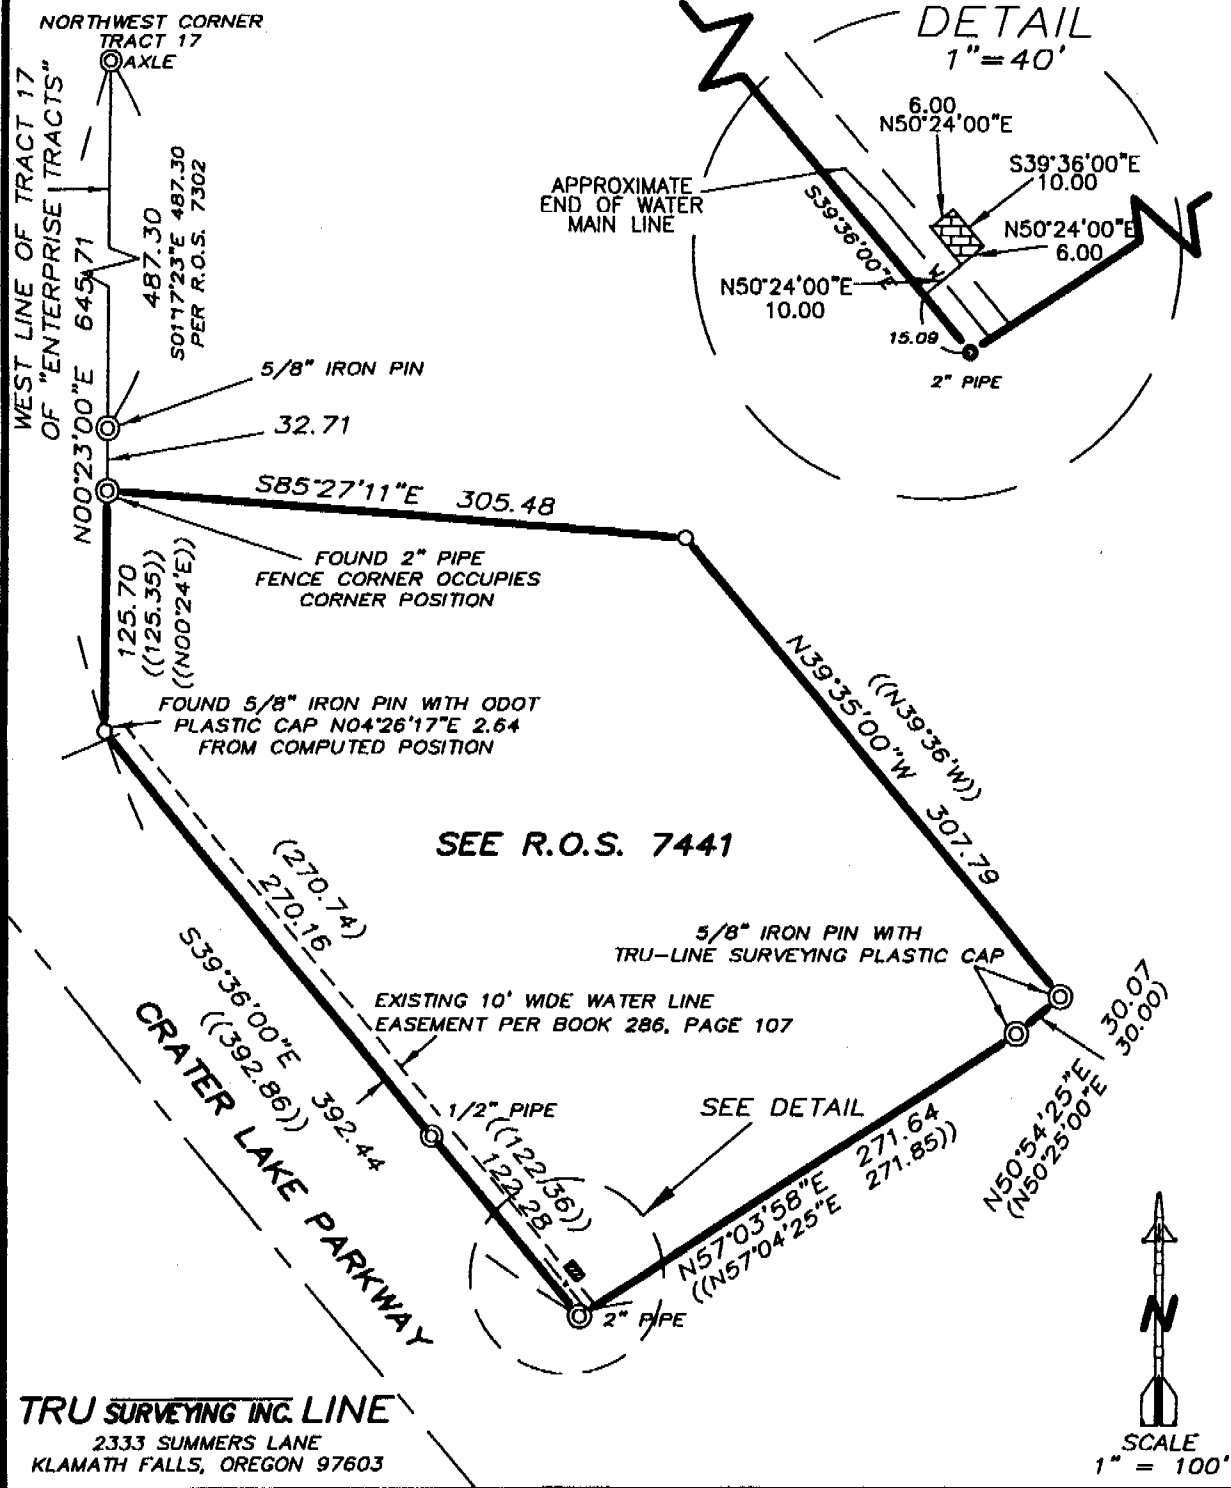 NORTHWEST CORNER
TRACT 17
AXLE
WEST LINE OF TRACT 17
OF "ENTERPRISE TRACTS"
N00°23'00"E 645.71
487.30
S01°17'23"E 487.30
PER R.O.S. 7302
5/8" IRON PIN
32.71
DETAIL
1"=40'
6.00
N50°24'00"E
S39°36'00"E
10.00
N50°24'00"E
6.00
APPROXIMATE
END OF WATER
MAIN LINE
S39°36'00"E
W
N50°24'00"E
10.00
15.09
2" PIPE
S85°27'11"E 305.48
FOUND 2" PIPE
FENCE CORNER OCCUPIES
CORNER POSITION
125.70
((125.35))
((N00°24'E))
FOUND 5/8" IRON PIN WITH ODOT
PLASTIC CAP N04°26'17"E 2.64
FROM COMPUTED POSITION
N39°35'00"W 307.79
((N39°36'W))
SEE R.O.S. 7441
(270.74)
270.16
5/8" IRON PIN WITH
TRU-LINE SURVEYING PLASTIC CAP
S39°36'00"E 392.44
((392.86))
EXISTING 10' WIDE WATER LINE
EASEMENT PER BOOK 286, PAGE 107
CRATER LAKE PARKWAY
1/2" PIPE
((122.36))
122.28
SEE DETAIL
N57°03'58"E 271.64
((N57°04'25"E 271.85))
N50°54'25"E 30.07
(N50°25'00"E 30.00)
2" PIPE
N
SCALE
1" = 100'
TRU SURVEYING INC. LINE
2333 SUMMERS LANE
KLAMATH FALLS, OREGON 97603